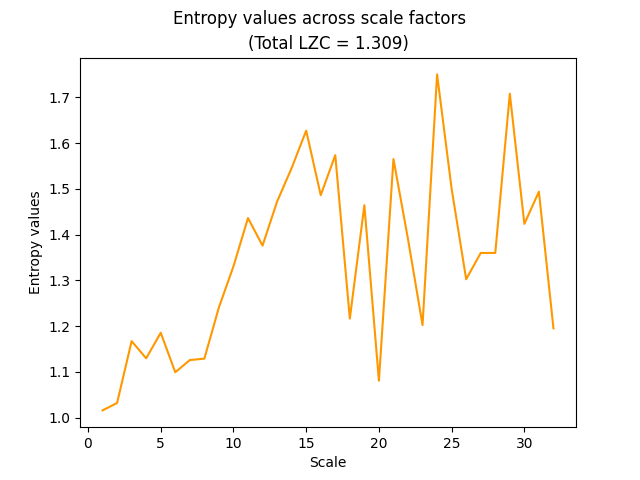 Entropy values across scale factors
(Total LZC = 1.309)
1.7
1.6
1.5
1.4
1.3
1.2
1.1
1.0
Entropy values
0 5 10 15 20 25 30
Scale